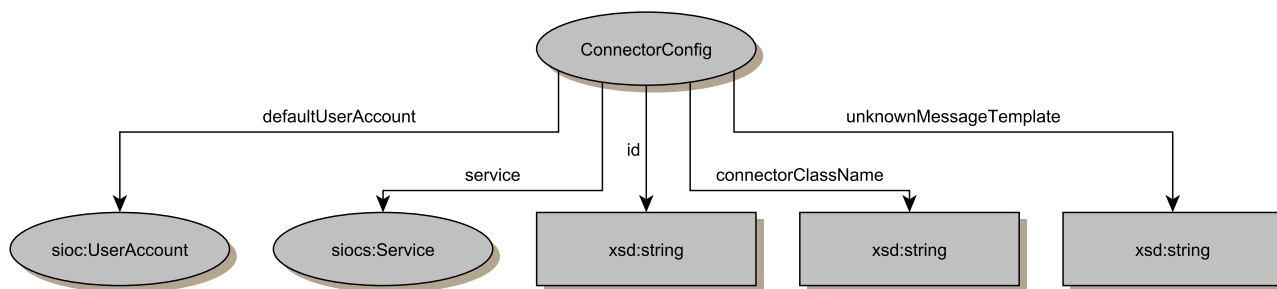 ConnectorConfig
defaultUserAccount
unknownMessageTemplate
id
service
connectorClassName
sioc:UserAccount
siocs:Service
xsd:string
xsd:string
xsd:string